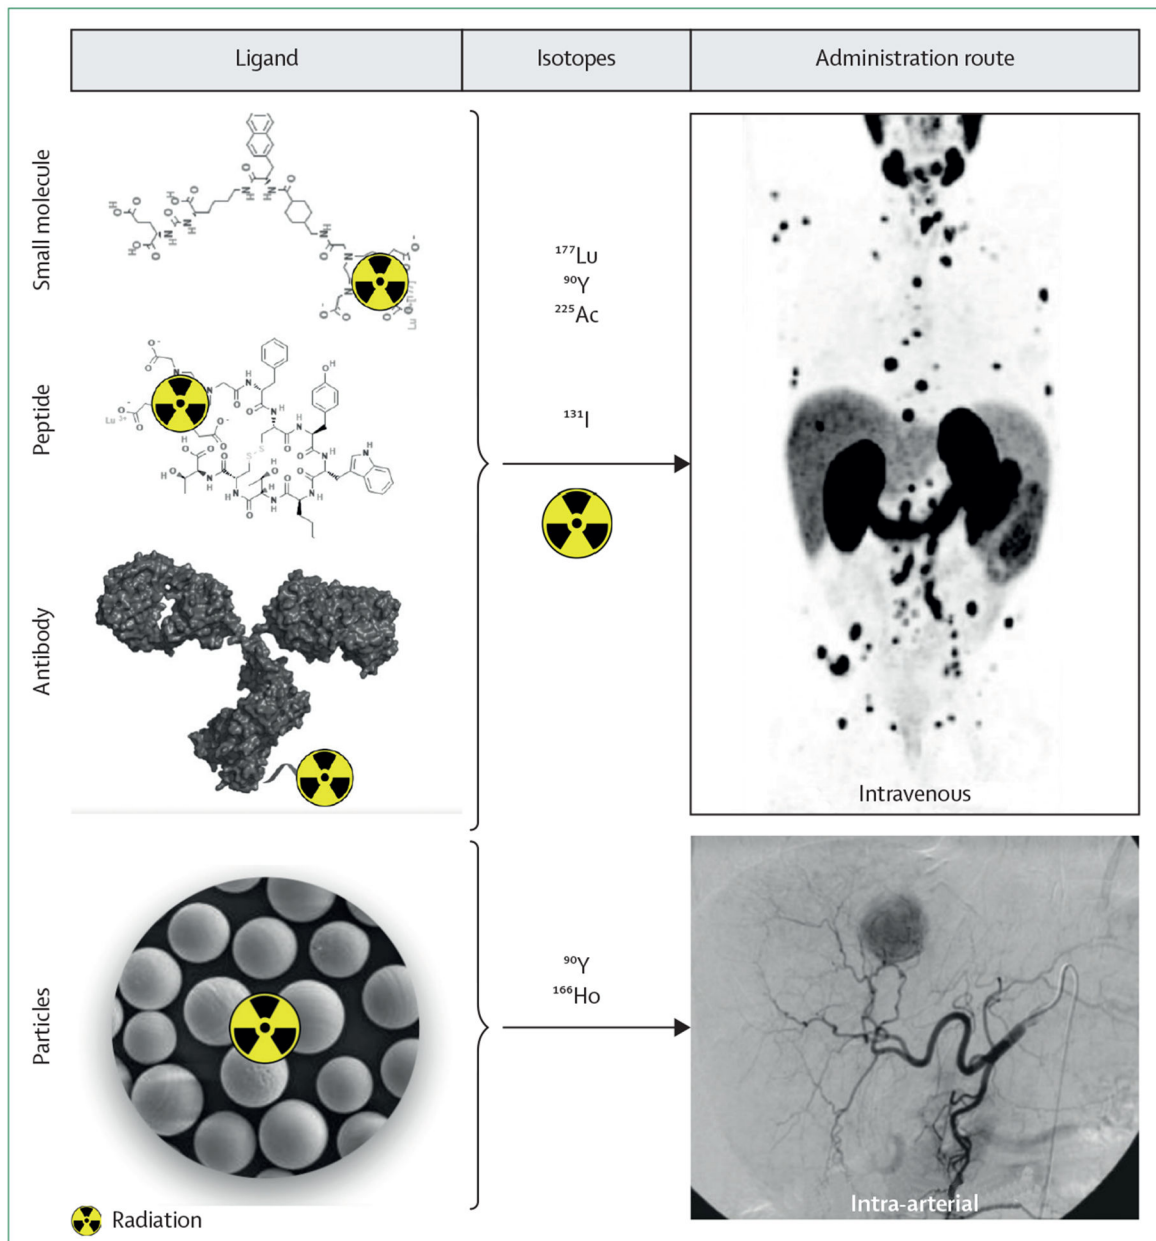 Ligand
Isotopes
Administration route
Small molecule
Peptide
Antibody
¹⁷⁷Lu
⁹⁰Y
²²⁵Ac
¹³¹I
Intravenous
Particles
⁹⁰Y
¹⁶⁶Ho
Intra-arterial
Radiation